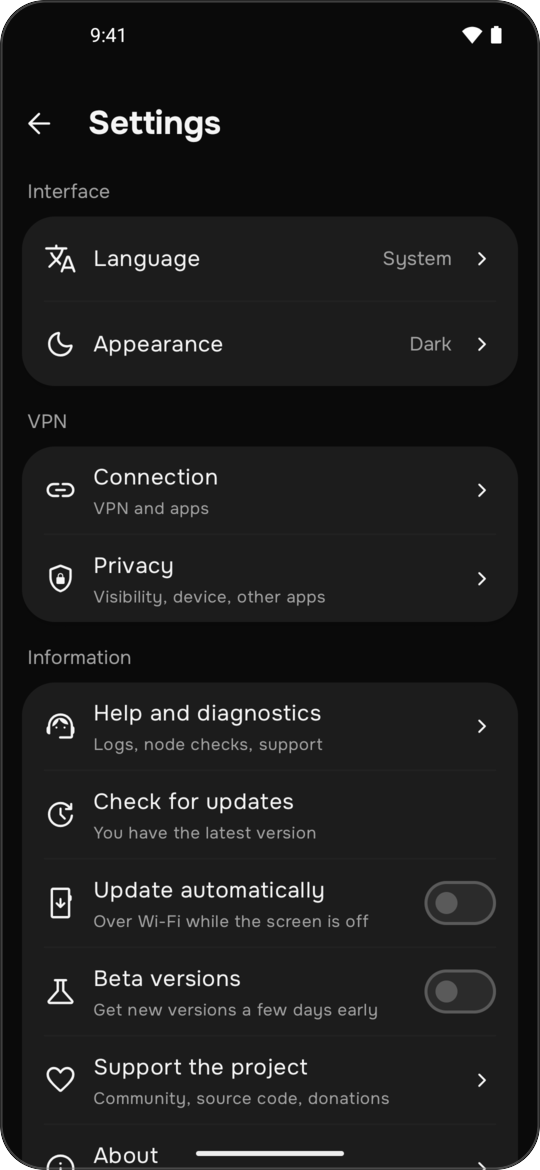 9:41
Settings
Interface
Language
System
Appearance
Dark
VPN
Connection
VPN and apps
Privacy
Visibility, device, other apps
Information
Help and diagnostics
Logs, node checks, support
Check for updates
You have the latest version
Update automatically
Over Wi-Fi while the screen is off
Beta versions
Get new versions a few days early
Support the project
Community, source code, donations
About